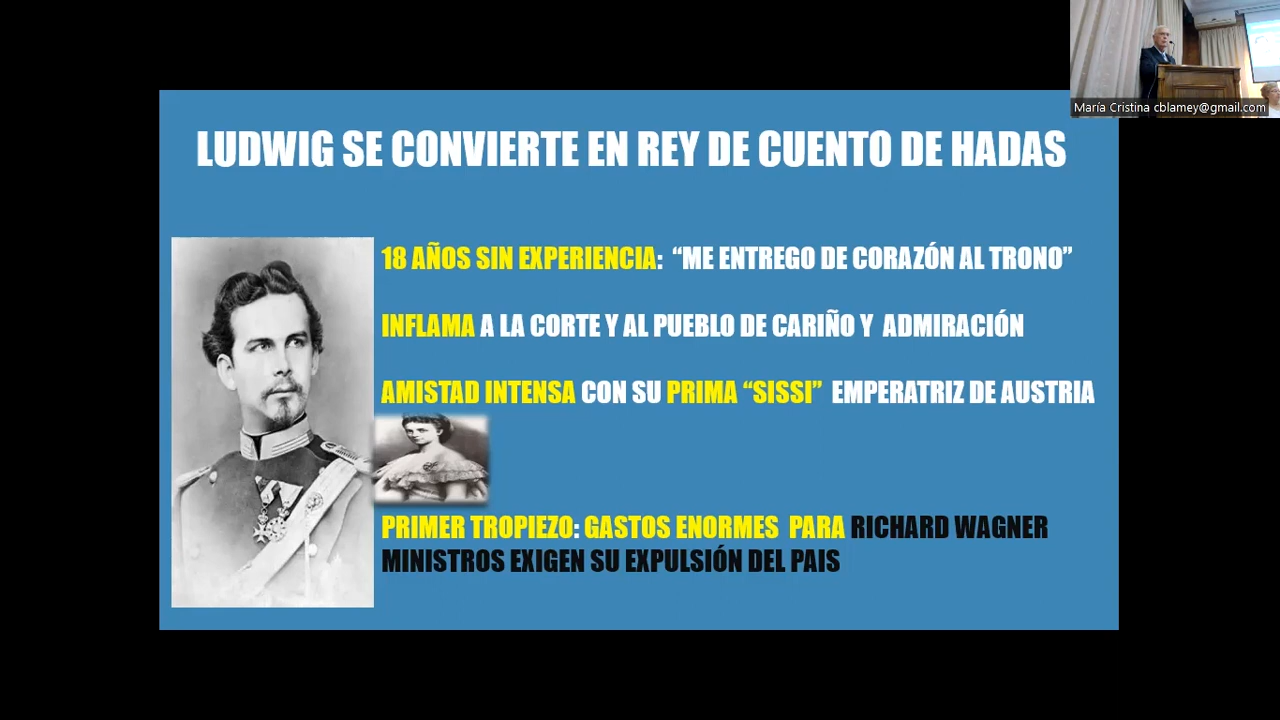 María Cristina cblamey@gmail.com
LUDWIG SE CONVIERTE EN REY DE CUENTO DE HADAS
18 AÑOS SIN EXPERIENCIA: “ME ENTREGO DE CORAZÓN AL TRONO”
INFLAMA A LA CORTE Y AL PUEBLO DE CARIÑO Y ADMIRACIÓN
AMISTAD INTENSA CON SU PRIMA “SISSI” EMPERATRIZ DE AUSTRIA
PRIMER TROPIEZO: GASTOS ENORMES PARA RICHARD WAGNER
MINISTROS EXIGEN SU EXPULSIÓN DEL PAIS